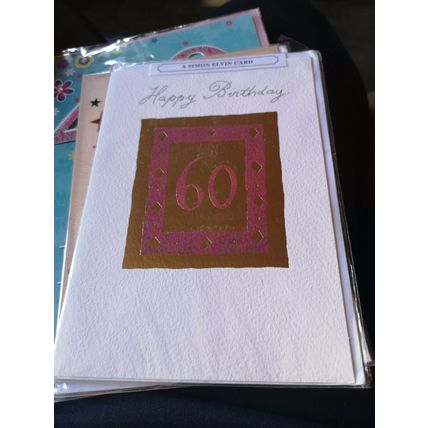 A SIMON ELVIN CARD
Happy Birthday
60